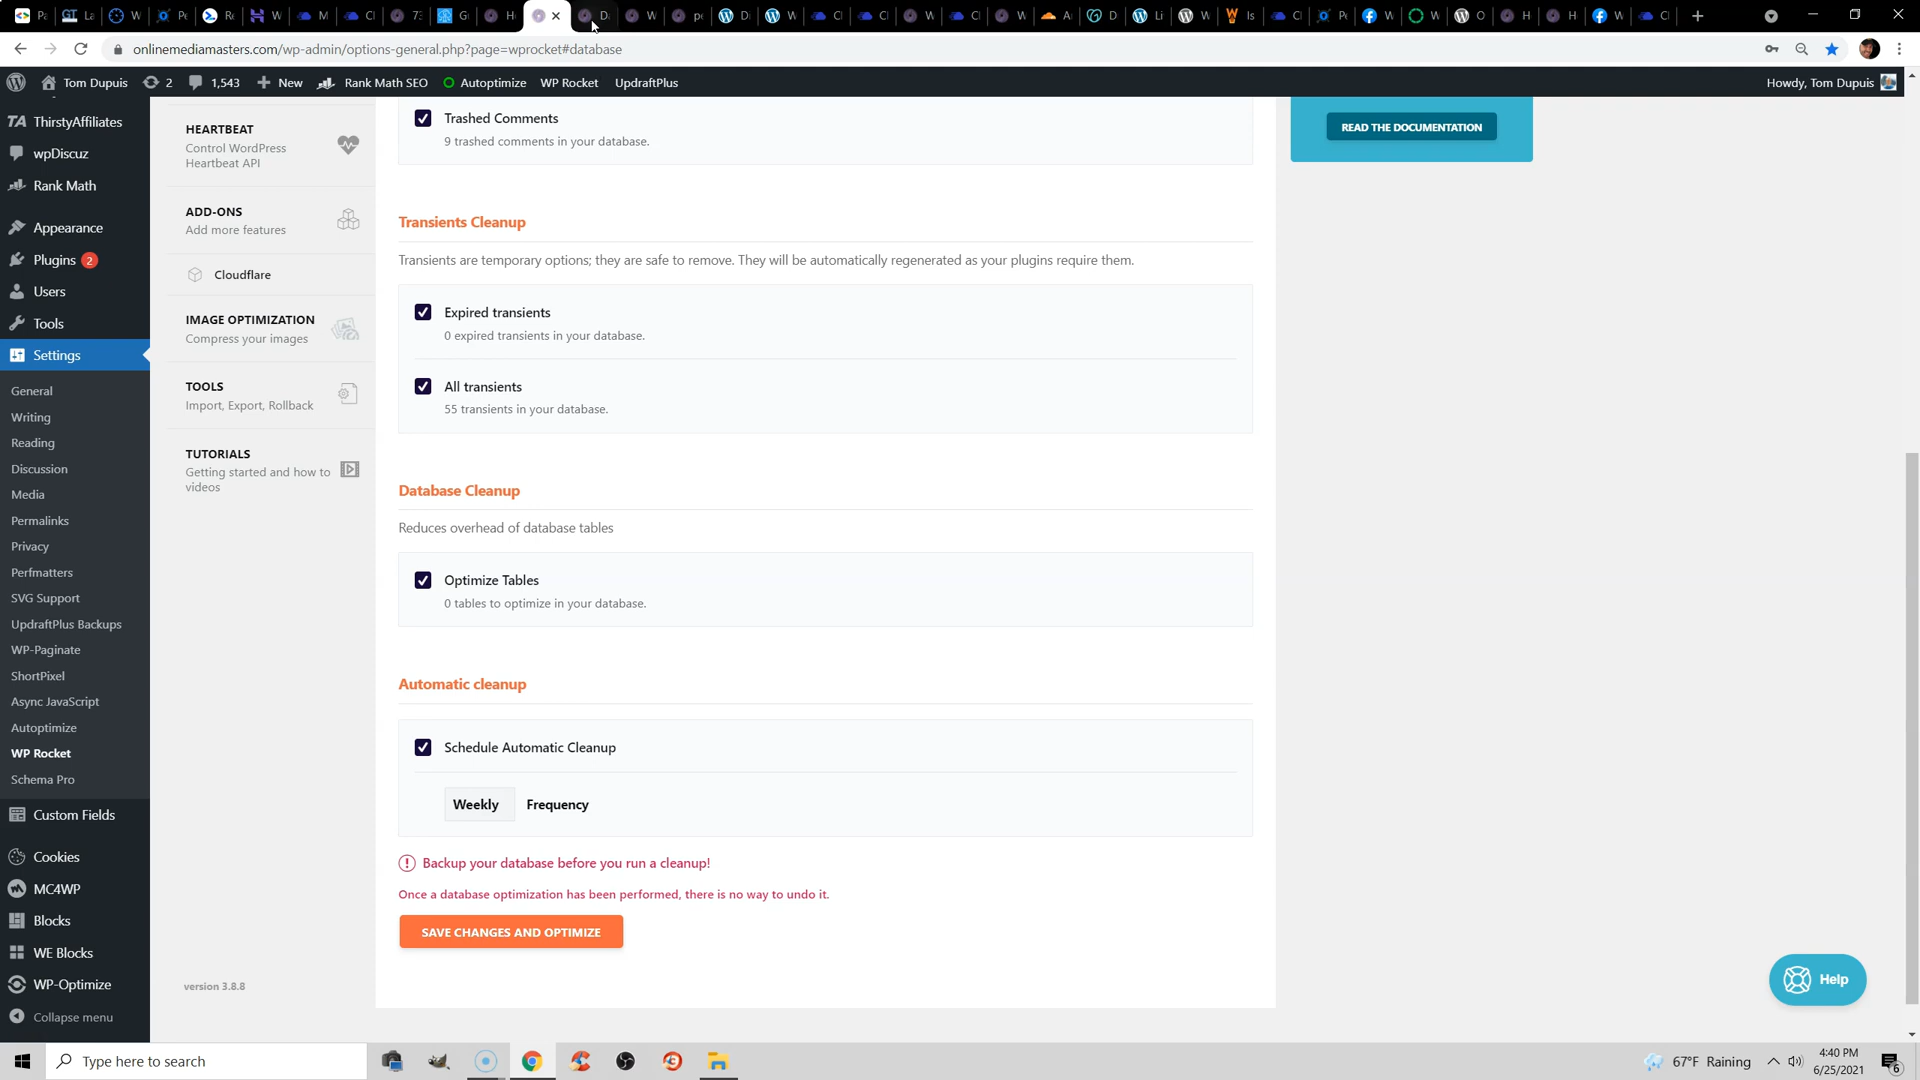 onlinemediamasters.com/wp-admin/options-general.php?page=wprocket#database
Tom Dupuis
2
1,543
New
Rank Math SEO
Autoptimize
WP Rocket
UpdraftPlus
Howdy, Tom Dupuis
ThirstyAffiliates
wpDiscuz
Rank Math
Appearance
Plugins 2
Users
Tools
Settings
General
Writing
Reading
Discussion
Media
Permalinks
Privacy
Perfmatters
SVG Support
UpdraftPlus Backups
WP-Paginate
ShortPixel
Async JavaScript
Autoptimize
WP Rocket
Schema Pro
Custom Fields
Cookies
MC4WP
Blocks
WE Blocks
WP-Optimize
Collapse menu
HEARTBEAT
Control WordPress
Heartbeat API
ADD-ONS
Add more features
Cloudflare
IMAGE OPTIMIZATION
Compress your images
TOOLS
Import, Export, Rollback
TUTORIALS
Getting started and how to
videos
version 3.8.8
Trashed Comments
9 trashed comments in your database.
Transients Cleanup
Transients are temporary options; they are safe to remove. They will be automatically regenerated as your plugins require them.
Expired transients
0 expired transients in your database.
All transients
55 transients in your database.
Database Cleanup
Reduces overhead of database tables
Optimize Tables
0 tables to optimize in your database.
Automatic cleanup
Schedule Automatic Cleanup
Weekly Frequency
Backup your database before you run a cleanup!
Once a database optimization has been performed, there is no way to undo it.
SAVE CHANGES AND OPTIMIZE
READ THE DOCUMENTATION
Help
Type here to search
67°F Raining
4:40 PM
6/25/2021
6